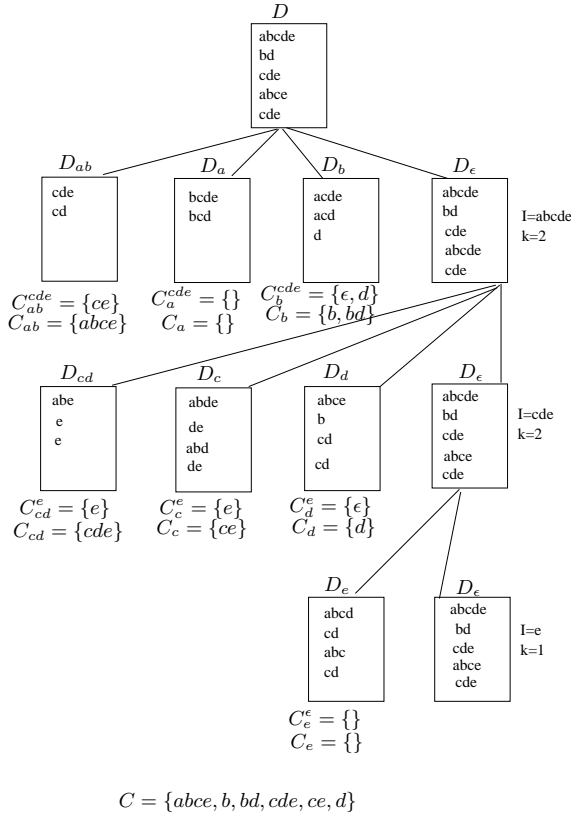 D
abcde
bd
cde
abce
cde
D_{ab} D_a D_b D_ϵ
cde
cd
bcde
bcd
acde
acd
d
abcde
bd
cde
abcde
cde
I=abcde
k=2
C_{ab}^{cde} = {ce}
C_{ab} = {abce}
C_a^{cde} = {}
C_a = {}
C_b^{cde} = {ϵ, d}
C_b = {b, bd}
D_{cd} D_c D_d D_ϵ
abe
e
e
abde
de
abd
de
abce
b
cd
cd
abcde
bd
cde
abce
cde
I=cde
k=2
C_{cd}^e = {e}
C_{cd} = {cde}
C_c^e = {e}
C_c = {ce}
C_d^e = {ϵ}
C_d = {d}
D_e D_ϵ
abcd
cd
abc
cd
abcde
bd
cde
abce
cde
I=e
k=1
C_e^ϵ = {}
C_e = {}
C = {abce, b, bd, cde, ce, d}